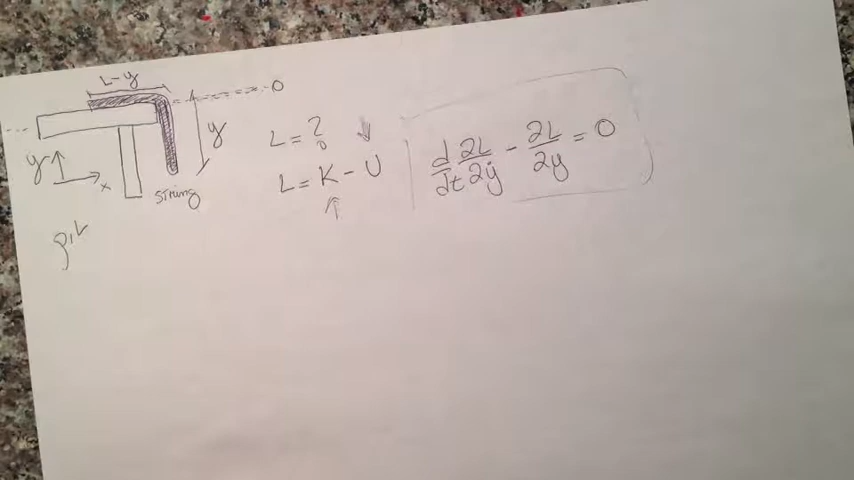 L-y
0
y
y
x
string
L = ?
L = K - U
d/dt ∂L/∂ẏ - ∂L/∂y = 0
ρ, L